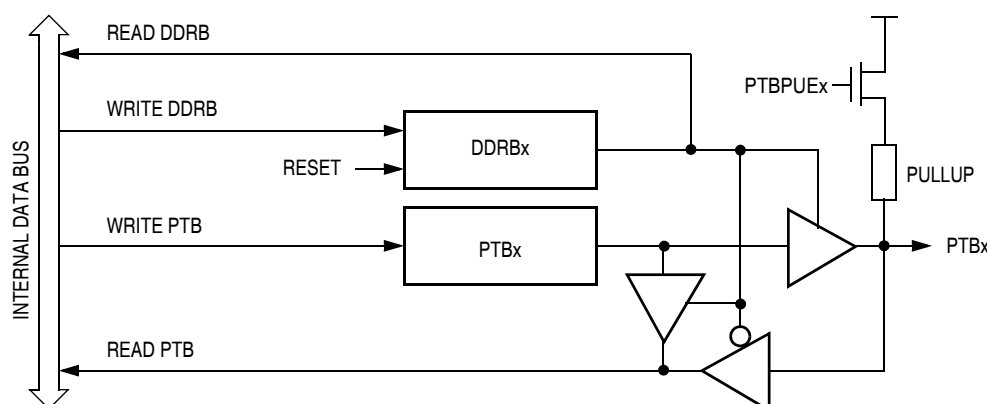 READ DDRB
PTBPUEx
WRITE DDRB
DDRBx
RESET
PULLUP
INTERNAL DATA BUS
WRITE PTB
PTBx
PTBx
READ PTB